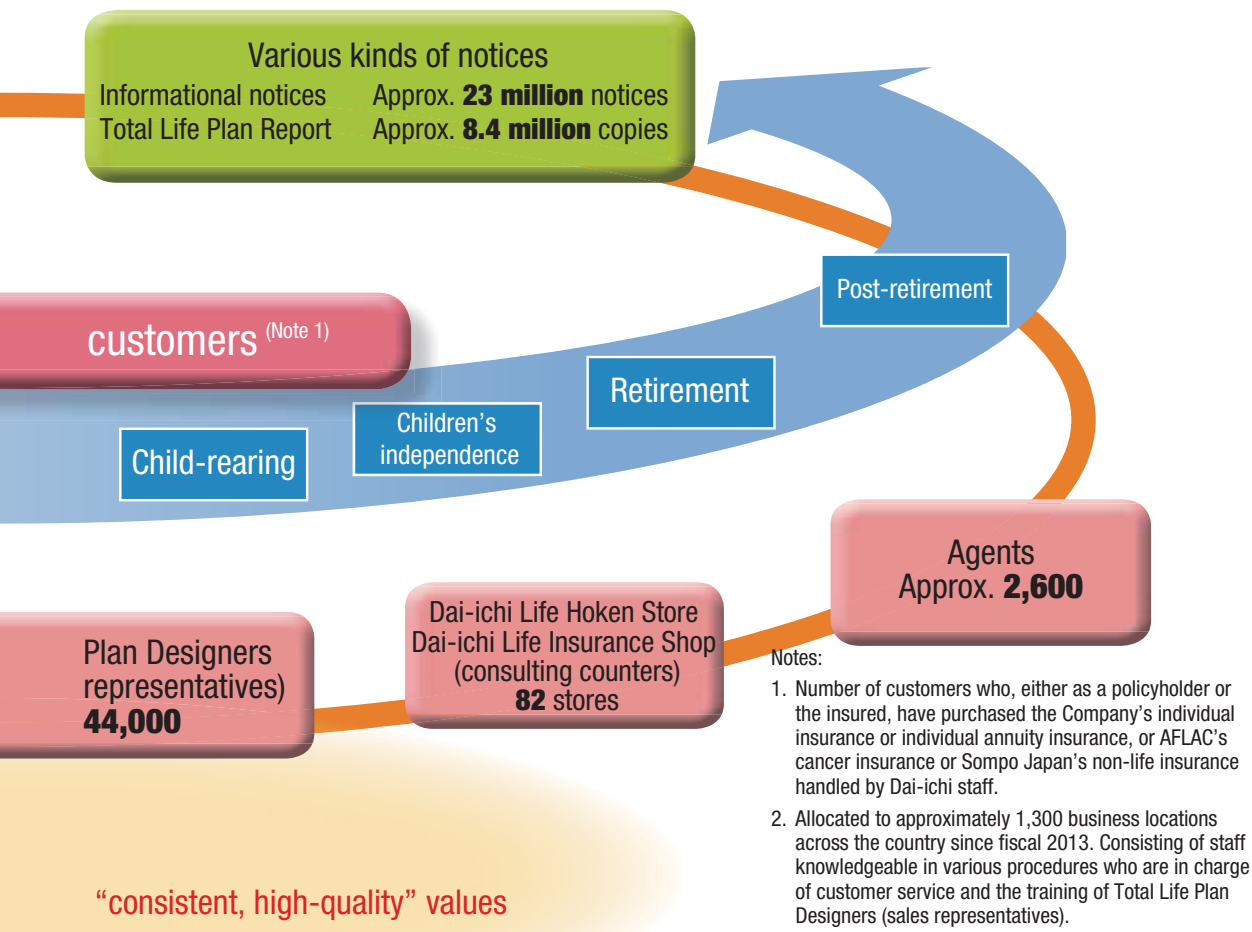 Various kinds of notices
Informational notices Approx. 23 million notices
Total Life Plan Report Approx. 8.4 million copies
Post-retirement
customers (Note 1)
Retirement
Children’s
independence
Child-rearing
Agents
Approx. 2,600
Dai-ichi Life Hoken Store
Dai-ichi Life Insurance Shop
(consulting counters)
82 stores
Plan Designers
representatives)
44,000
Notes:
1. Number of customers who, either as a policyholder or
the insured, have purchased the Company’s individual
insurance or individual annuity insurance, or AFLAC’s
cancer insurance or Sompo Japan’s non-life insurance
handled by Dai-ichi staff.
2. Allocated to approximately 1,300 business locations
across the country since fiscal 2013. Consisting of staff
knowledgeable in various procedures who are in charge
of customer service and the training of Total Life Plan
Designers (sales representatives).
“consistent, high-quality” values